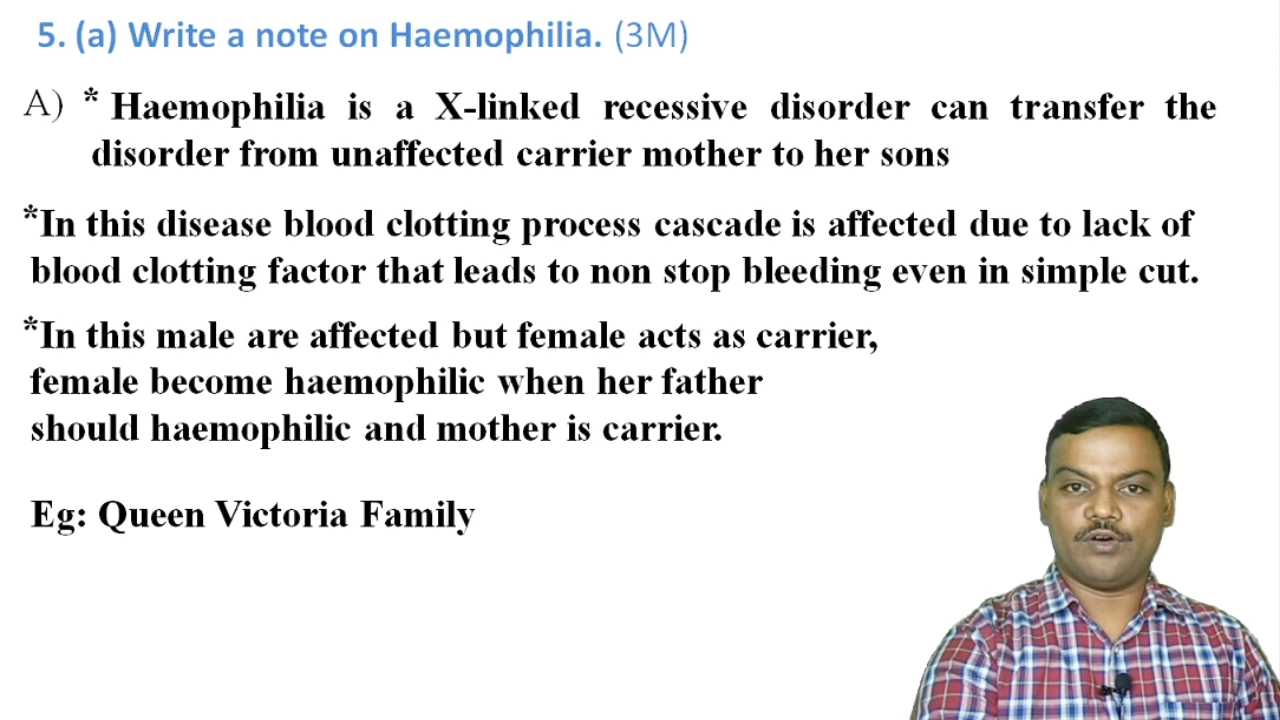 5. (a) Write a note on Haemophilia. (3M)
A) * Haemophilia is a X-linked recessive disorder can transfer the
disorder from unaffected carrier mother to her sons
*In this disease blood clotting process cascade is affected due to lack of
blood clotting factor that leads to non stop bleeding even in simple cut.
*In this male are affected but female acts as carrier,
female become haemophilic when her father
should haemophilic and mother is carrier.
Eg: Queen Victoria Family